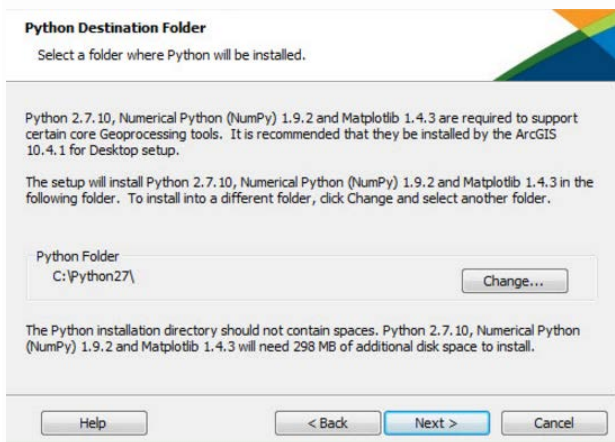 Python Destination Folder
Select a folder where Python will be installed.
Python 2.7.10, Numerical Python (NumPy) 1.9.2 and Matplotlib 1.4.3 are required to support
certain core Geoprocessing tools. It is recommended that they be installed by the ArcGIS
10.4.1 for Desktop setup.
The setup will install Python 2.7.10, Numerical Python (NumPy) 1.9.2 and Matplotlib 1.4.3 in the
following folder. To install into a different folder, click Change and select another folder.
Python Folder
C:\Python27\
Change...
The Python installation directory should not contain spaces. Python 2.7.10, Numerical Python
(NumPy) 1.9.2 and Matplotlib 1.4.3 will need 298 MB of additional disk space to install.
Help
< Back
Next >
Cancel